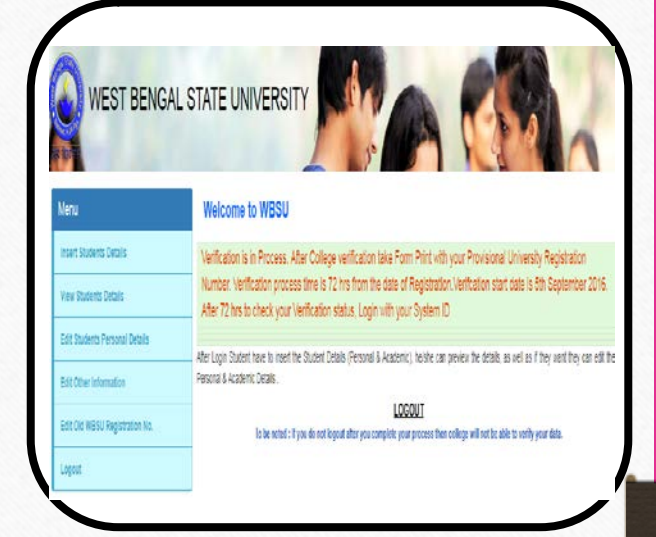 WEST BENGAL STATE UNIVERSITY
Menu
Insert Students Details
View Students Details
Edit Students Personal Details
Edit Other Information
Edit Old WBSU Registration No.
Logout
Welcome to WBSU
Verification is in Process. After College verification take Form Print with your Provisional University Registration
Number. Verification process time is 72 hrs from the date of Registration.Verification start date is 5th September 2016.
After 72 hrs to check your Verification status, Login with your System ID
After Login Student have to insert the Student Details (Personal & Academic), he/she can preview the details, as well as if they want they can edit the
Personal & Academic Details.
LOGOUT
To be noted : If you do not logout after you complete your process then college will not be able to verify your data.